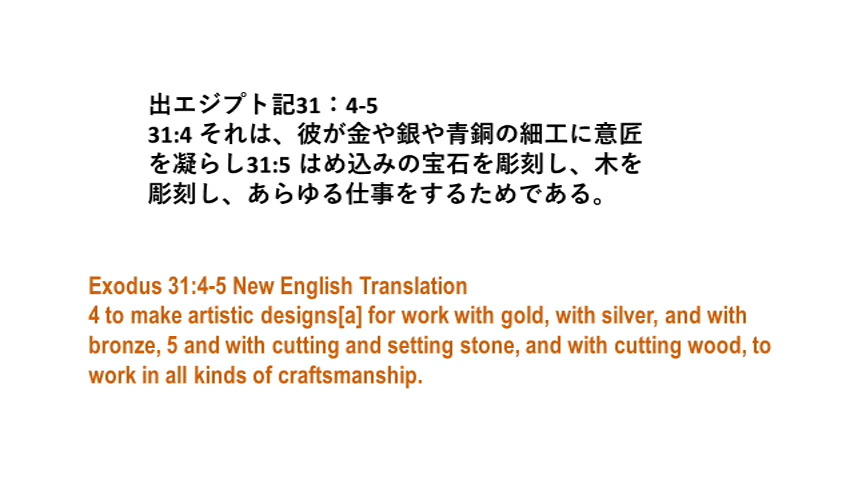 出エジプト記31：4-5
31:4 それは、彼が金や銀や青銅の細工に意匠
を凝らし31:5 はめ込みの宝石を彫刻し、木を
彫刻し、あらゆる仕事をするためである。
Exodus 31:4-5 New English Translation
4 to make artistic designs[a] for work with gold, with silver, and with
bronze, 5 and with cutting and setting stone, and with cutting wood, to
work in all kinds of craftsmanship.